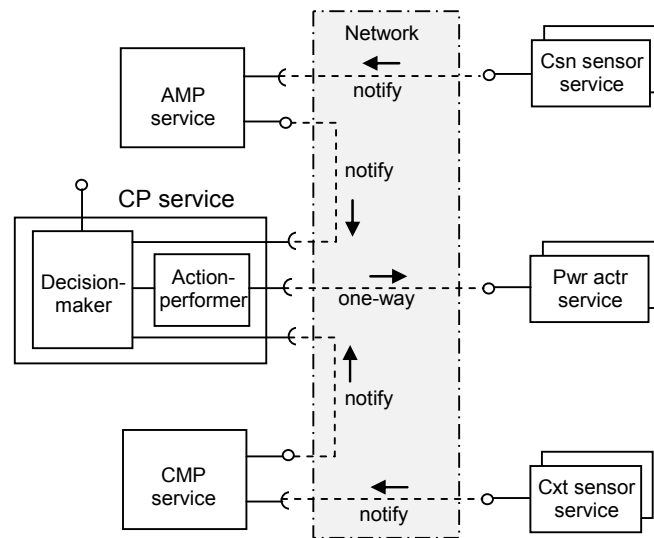 Network
AMP
service
notify
Csn sensor
service
notify
CP service
Decision-
maker
Action-
performer
one-way
Pwr actr
service
notify
CMP
service
notify
Cxt sensor
service